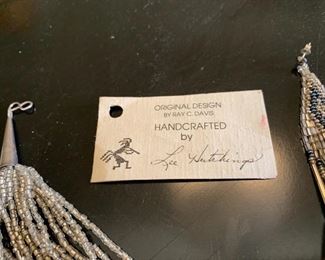 ORIGINAL DESIGN
BY RAY C. DAVIS
HANDCRAFTED
by
Lee Hutchings